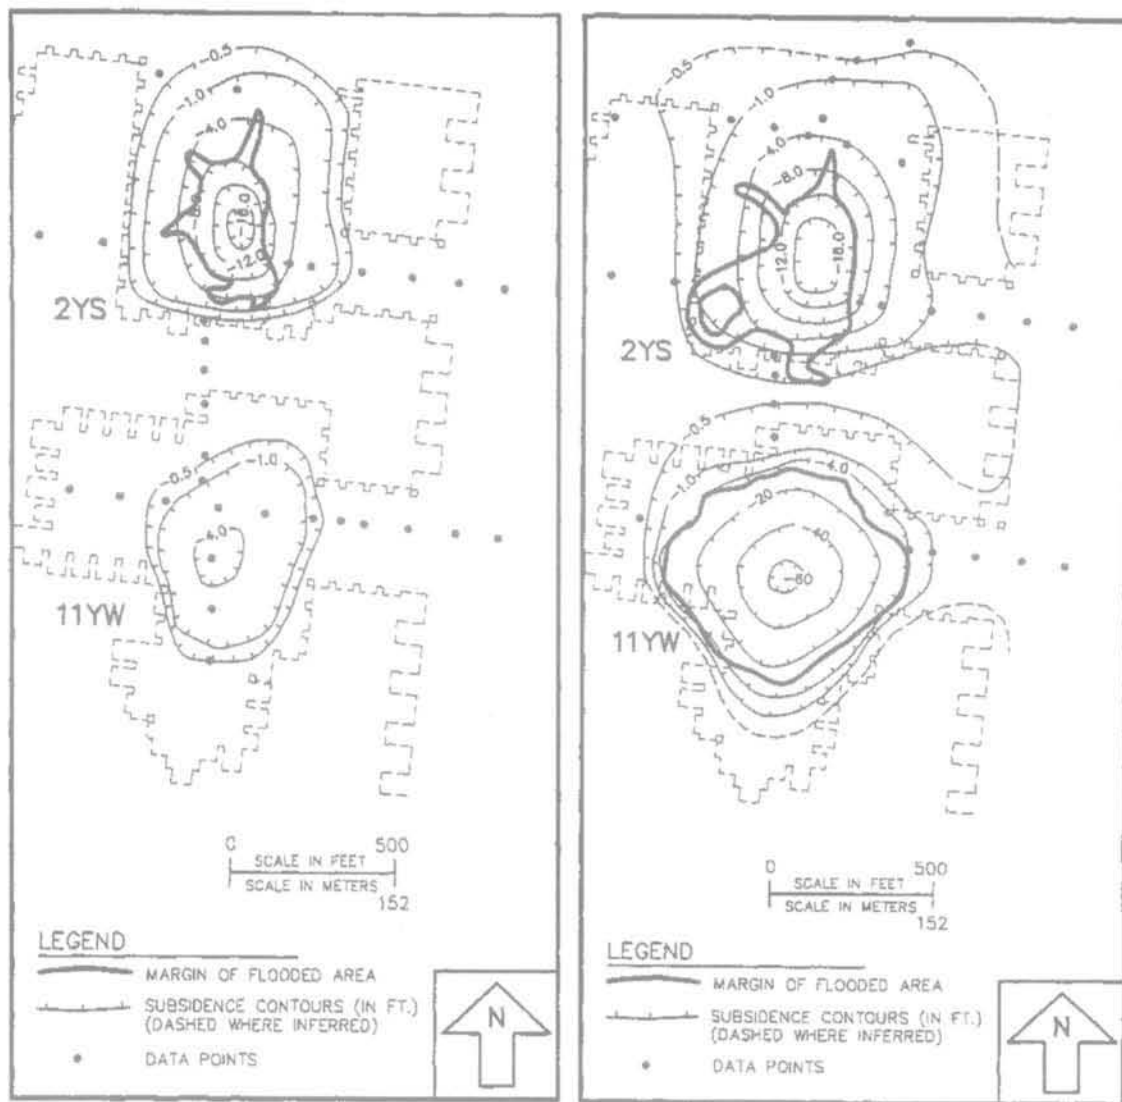 -0.5
-1.0
-4.0
-8.0
-16.0
-12.0
2YS
-0.5
-1.0
-4.0
11YW
0 500
SCALE IN FEET
SCALE IN METERS
152
LEGEND
MARGIN OF FLOODED AREA
SUBSIDENCE CONTOURS (IN FT.)
(DASHED WHERE INFERRED)
DATA POINTS
N
-0.5
-1.0
-4.0
-8.0
-12.0
-16.0
2YS
-0.5
-1.0
-4.0
-20
-40
-60
11YW
0 500
SCALE IN FEET
SCALE IN METERS
152
LEGEND
MARGIN OF FLOODED AREA
SUBSIDENCE CONTOURS (IN FT.)
(DASHED WHERE INFERRED)
DATA POINTS
N